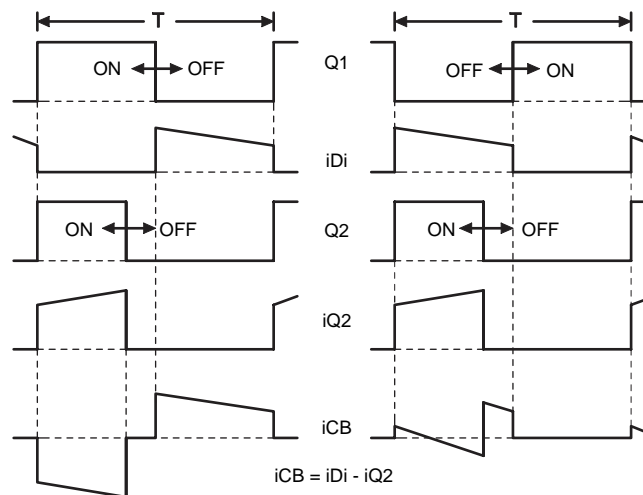 T T
ON OFF Q1 OFF ON
iDi
ON OFF Q2 ON OFF
iQ2
iCB
iCB = iDi - iQ2